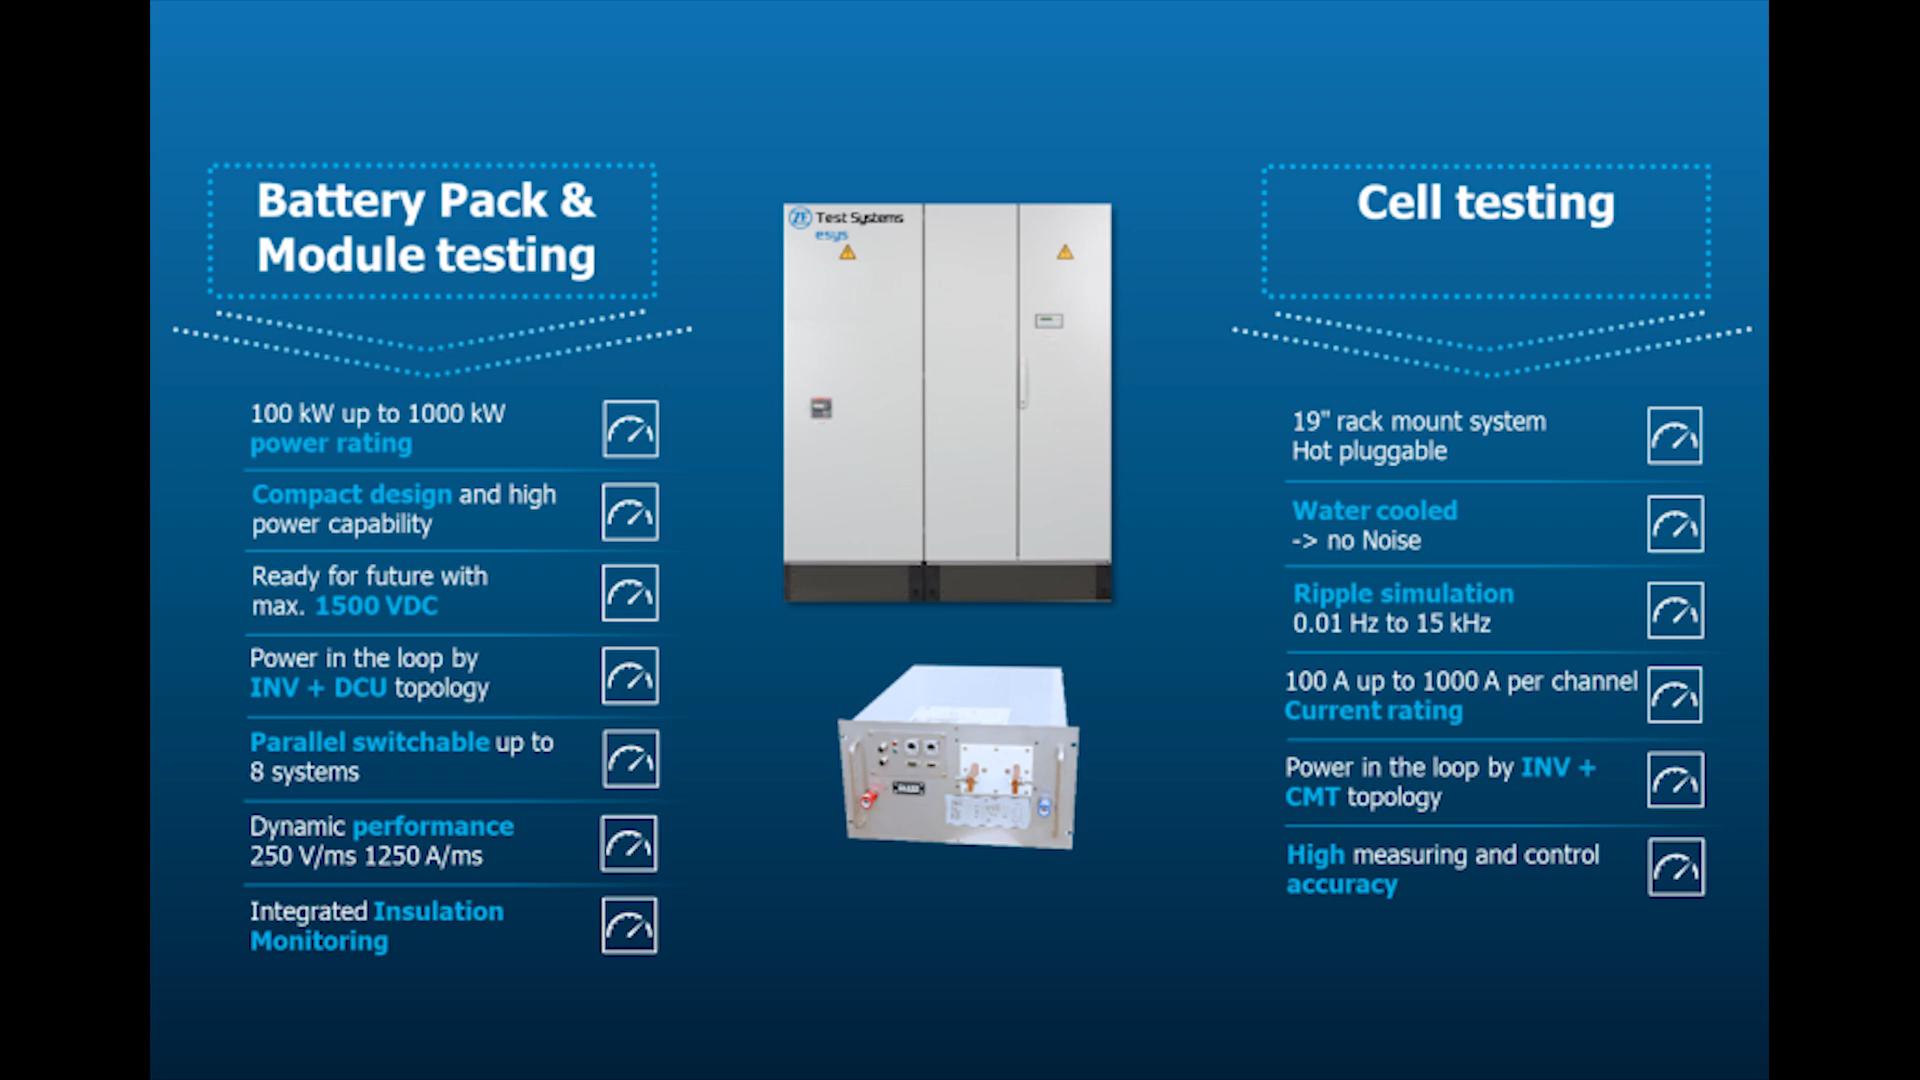 Battery Pack &
Module testing
100 kW up to 1000 kW
power rating
Compact design and high
power capability
Ready for future with
max. 1500 VDC
Power in the loop by
INV + DCU topology
Parallel switchable up to
8 systems
Dynamic performance
250 V/ms 1250 A/ms
Integrated Insulation
Monitoring
ZF Test Systems
esys
Cell testing
19" rack mount system
Hot pluggable
Water cooled
-> no Noise
Ripple simulation
0.01 Hz to 15 kHz
100 A up to 1000 A per channel
Current rating
Power in the loop by INV +
CMT topology
High measuring and control
accuracy